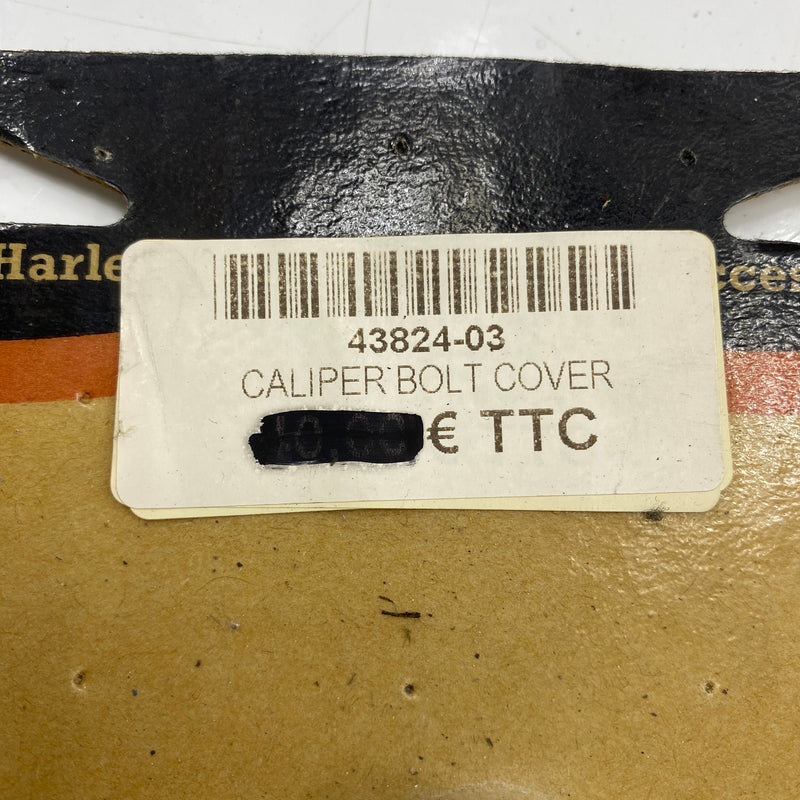 Harle
cces
43824-03
CALIPER BOLT COVER
€ TTC